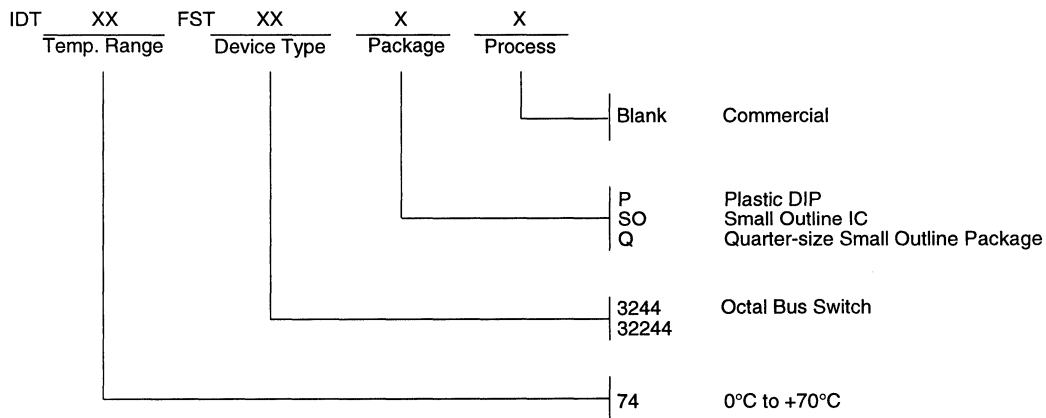 IDT XX FST XX X X
Temp. Range Device Type Package Process
Blank Commercial
P Plastic DIP
SO Small Outline IC
Q Quarter-size Small Outline Package
3244 Octal Bus Switch
32244
74 0°C to +70°C